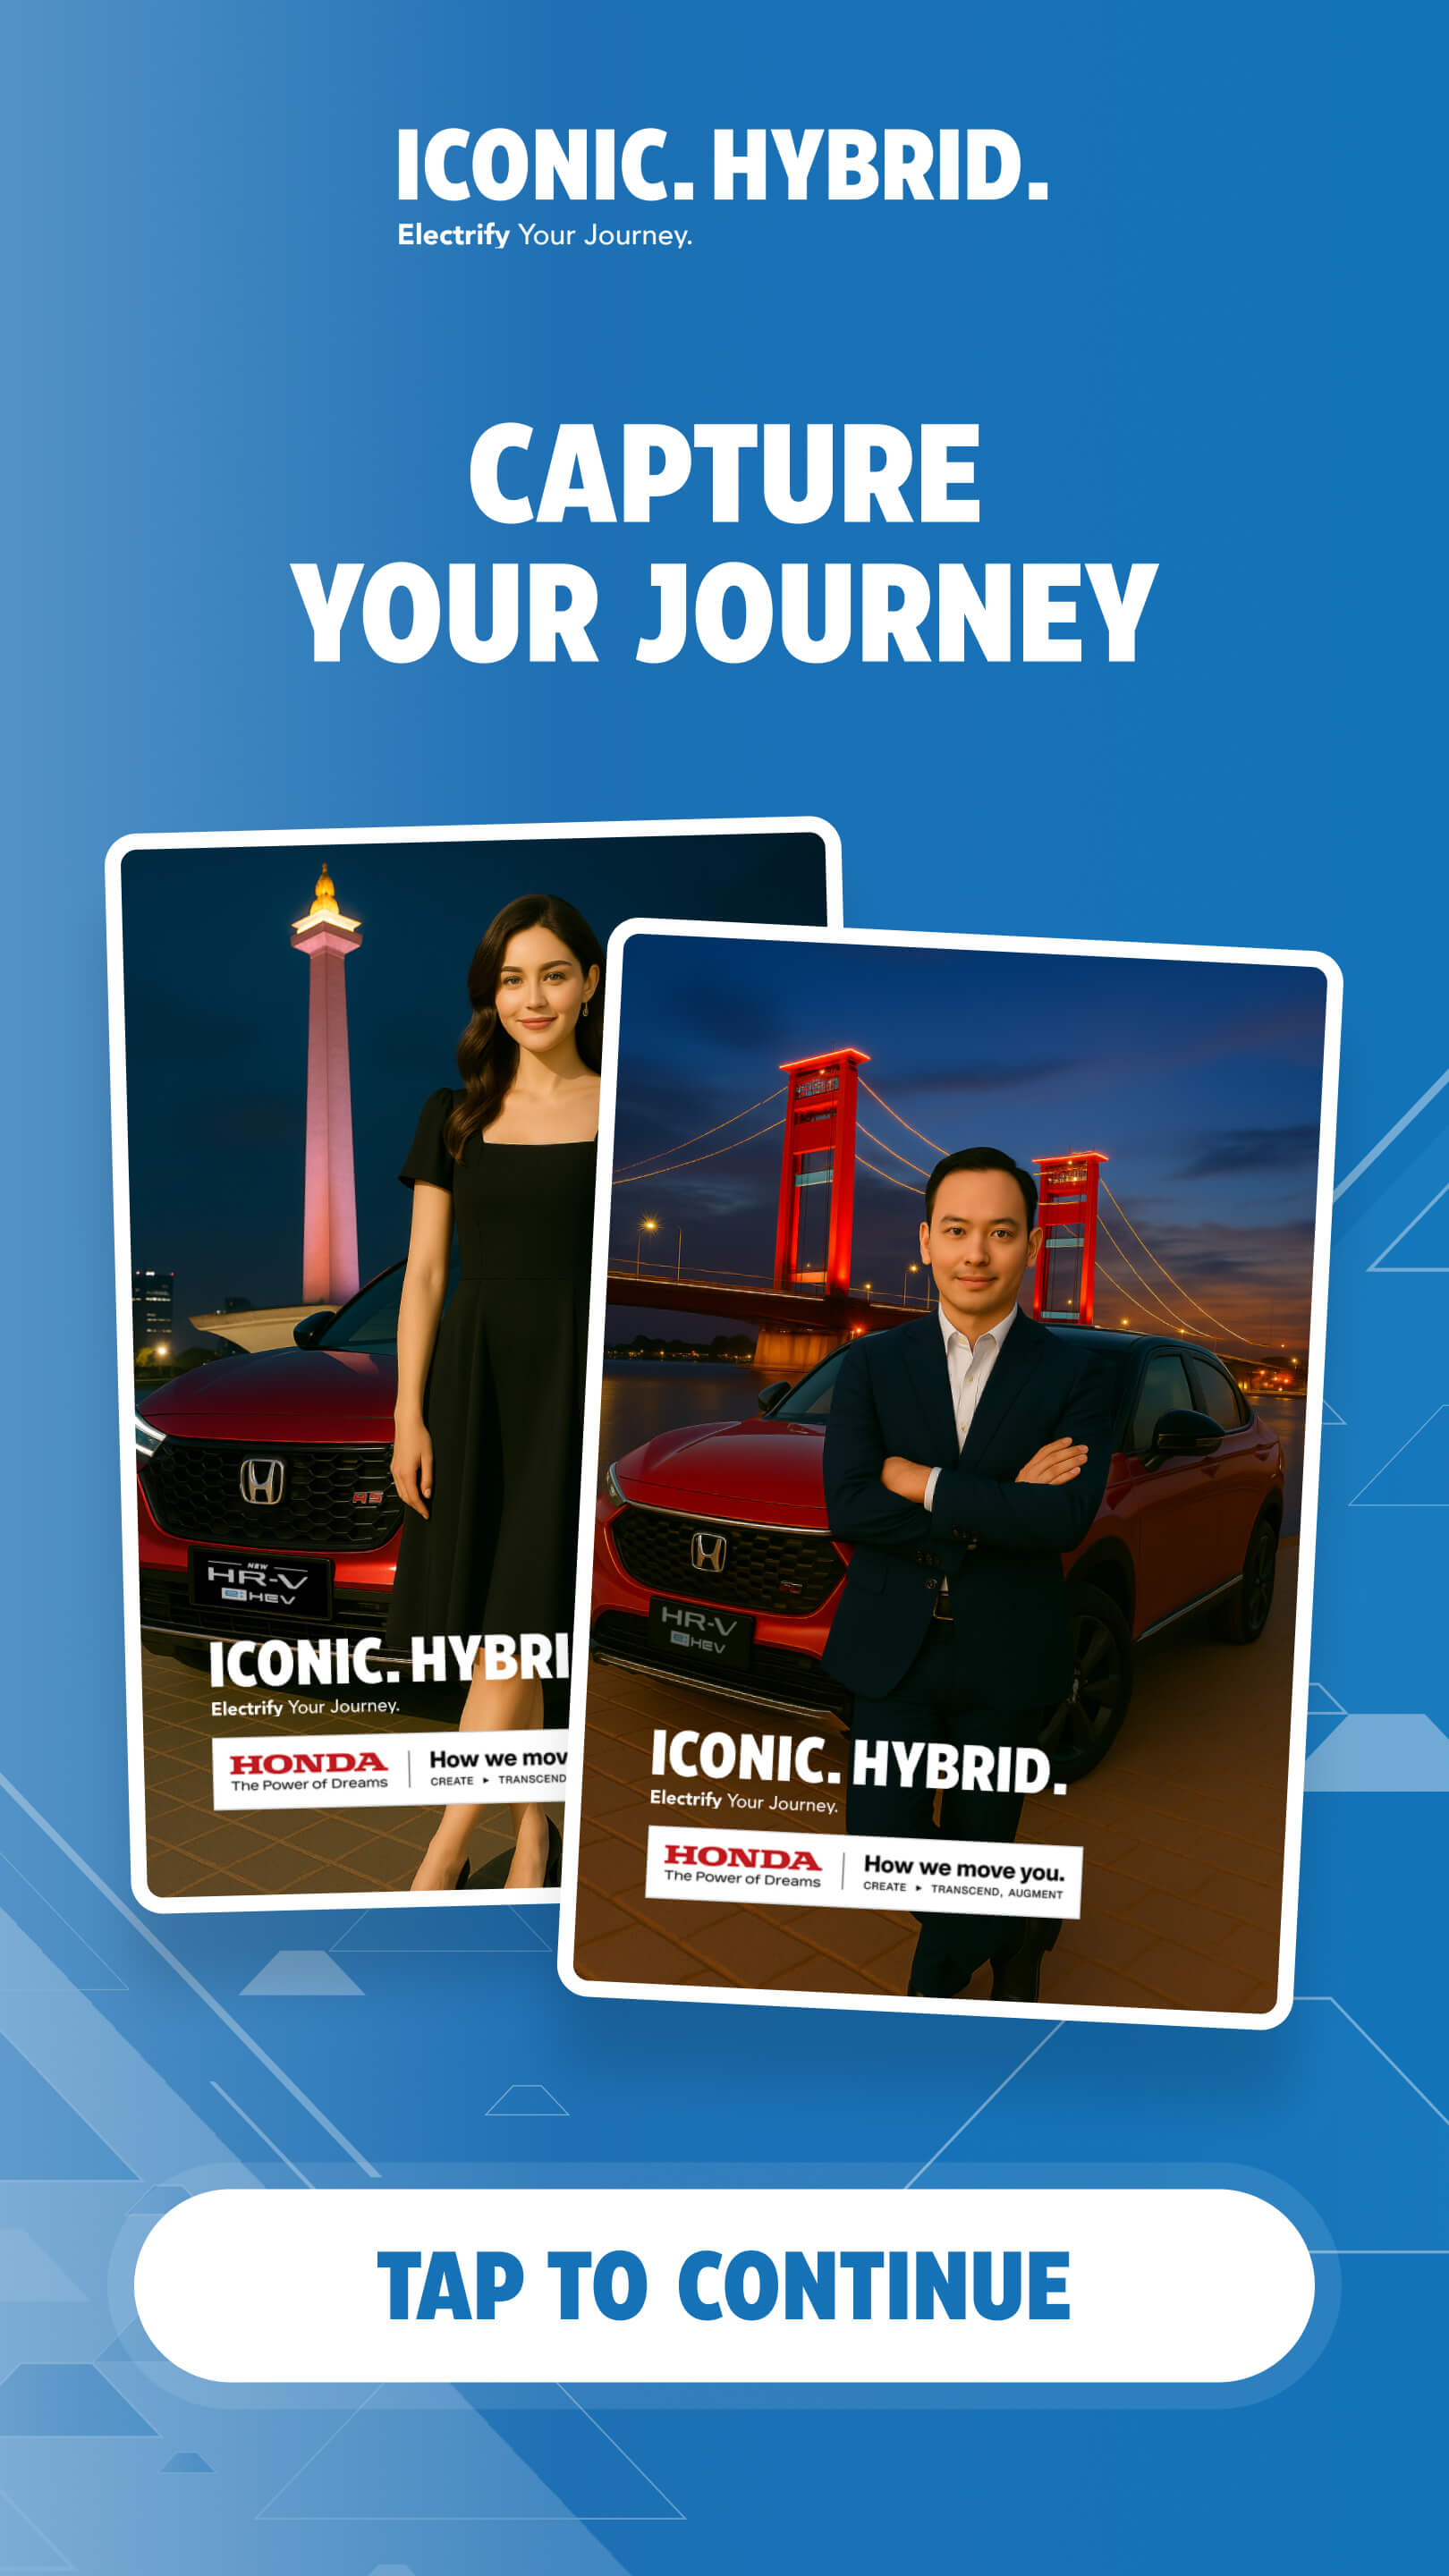 ICONIC. HYBRID.
Electrify Your Journey.
CAPTURE
YOUR JOURNEY
RS
NEW
HR-V
e:HEV
ICONIC. HYBRI
Electrify Your Journey.
HONDA
The Power of Dreams
How we mov
CREATE ▸ TRANSCEND
HR-V
e:HEV
ICONIC. HYBRID.
Electrify Your Journey.
HONDA
The Power of Dreams
How we move you.
CREATE ▸ TRANSCEND, AUGMENT
TAP TO CONTINUE